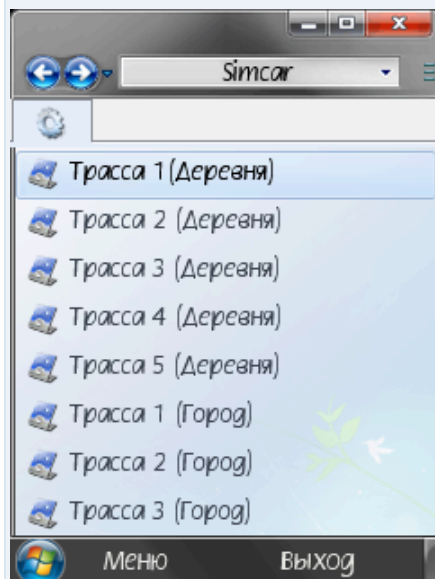 Simcar
Трасса 1 (Деревня)
Трасса 2 (Деревня)
Трасса 3 (Деревня)
Трасса 4 (Деревня)
Трасса 5 (Деревня)
Трасса 1 (Город)
Трасса 2 (Город)
Трасса 3 (Город)
Меню Выход